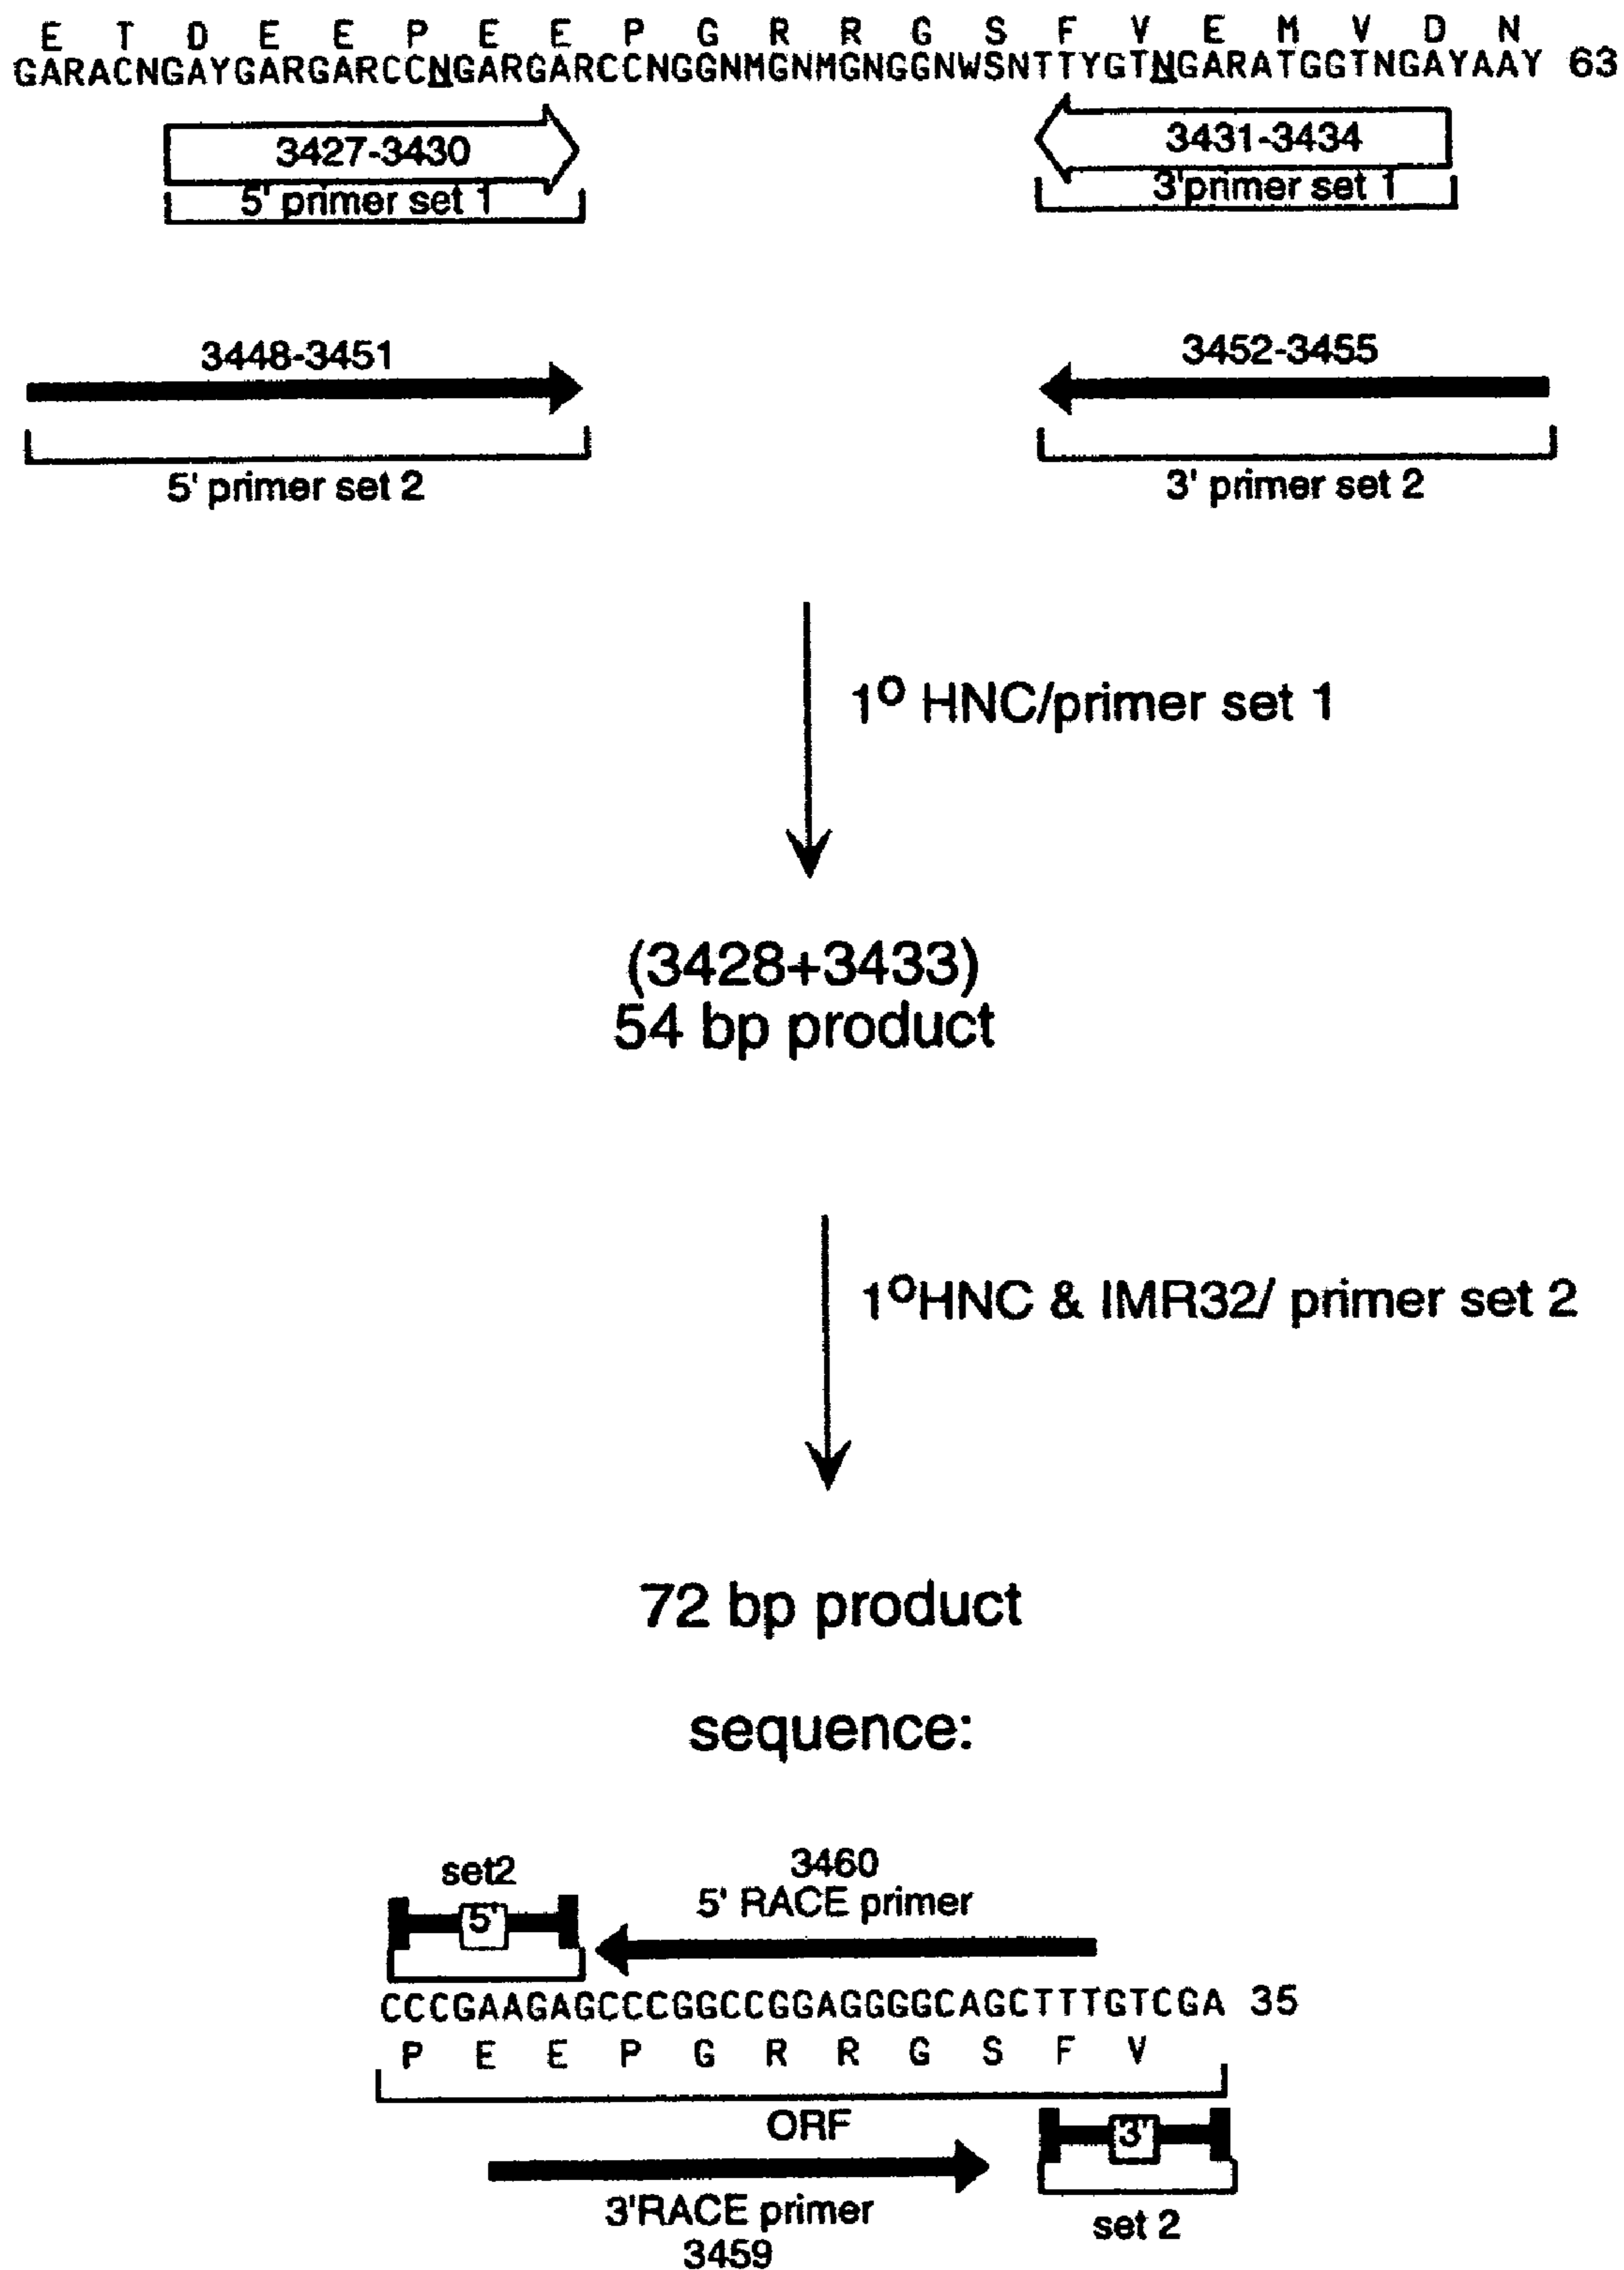 E T D E E P E E P G R R G S F V E M V D N
GARACNGAYGARGARCCNGARGARCCNGGNMGNMGNGGNWSNTTYGTNGARATGGTNGAYAAY 63
3427-3430
5' primer set 1
3431-3434
3'primer set 1
3448-3451
5' primer set 2
3452-3455
3' primer set 2
1º HNC/primer set 1
(3428+3433)
54 bp product
1ºHNC & IMR32/ primer set 2
72 bp product
sequence:
set2
5'
3460
5' RACE primer
CCCGAAGAGCCCGGCCGGAGGGGCAGCTTTGTCGA 35
P E E P G R R G S F V
ORF
3'RACE primer
3459
3'
set 2